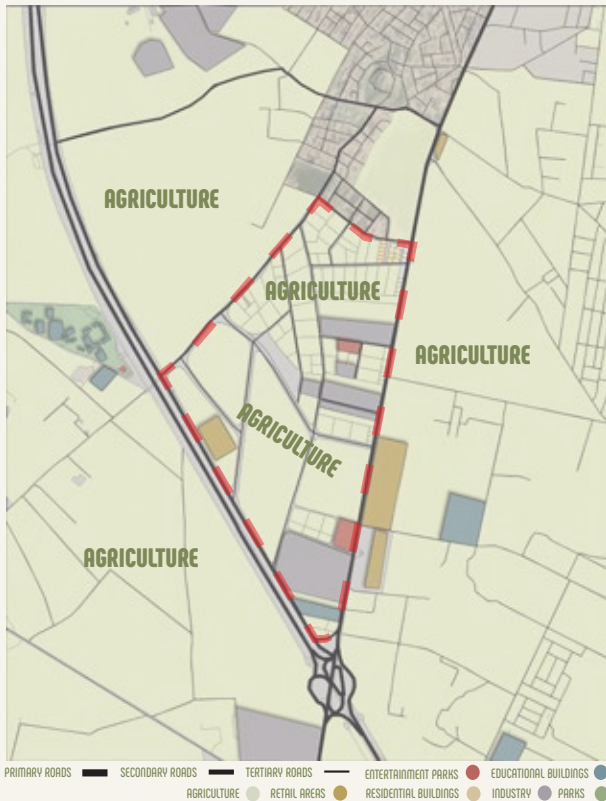 AGRICULTURE
AGRICULTURE
AGRICULTURE
AGRICULTURE
AGRICULTURE
PRIMARY ROADS SECONDARY ROADS TERTIARY ROADS ENTERTAINMENT PARKS EDUCATIONAL BUILDINGS
AGRICULTURE RETAIL AREAS RESIDENTIAL BUILDINGS INDUSTRY PARKS